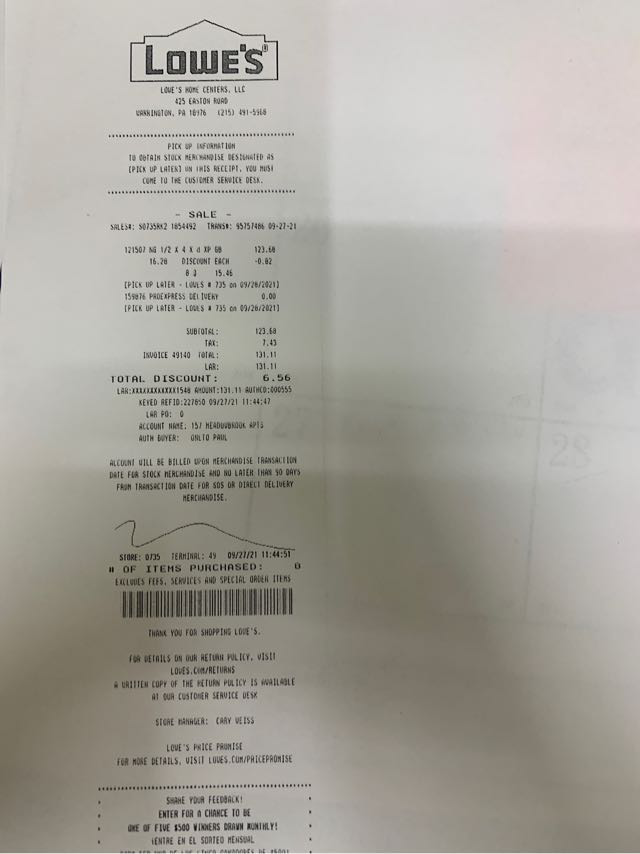 LOWE'S
LOWE'S HOME CENTERS, LLC
425 EASTON ROAD
WARRINGTON, PA 18976 (215) 491-5968
PICK UP INFORMATION
TO OBTAIN STOCK MERCHANDISE DESIGNATED AS
[PICK UP LATER] ON THIS RECEIPT, YOU MUST
COME TO THE CUSTOMER SERVICE DESK.
- SALE -
SALES#: S0735RK2 1854492 TRANS#: 95757486 09-27-21
121507 NG 1/2 X 4 X 8 XP GB 123.68
16.28 DISCOUNT EACH -0.82
8 @ 15.46
[PICK UP LATER - LOWES # 735 on 09/28/2021]
159876 PROEXPRESS DELIVERY 0.00
[PICK UP LATER - LOWES # 735 on 09/28/2021]
SUBTOTAL: 123.68
TAX: 7.43
INVOICE 49140 TOTAL: 131.11
LAR: 131.11
TOTAL DISCOUNT: 6.56
LAR:XXXXXXXXXXXX1548 AMOUNT:131.11 AUTHCD:000555
KEYED REFID:227850 09/27/21 11:44:47
LAR PO: 0
ACCOUNT NAME: 157 MEADOWBROOK APTS
AUTH BUYER: PAUL
ACCOUNT WILL BE BILLED UPON MERCHANDISE TRANSACTION
DATE FOR STOCK MERCHANDISE AND NO LATER THAN 90 DAYS
FROM TRANSACTION DATE FOR SOS OR DIRECT DELIVERY
MERCHANDISE.
STORE: 0735 TERMINAL: 49 09/27/21 11:44:51
# OF ITEMS PURCHASED: 8
EXCLUDES FEES, SERVICES AND SPECIAL ORDER ITEMS
THANK YOU FOR SHOPPING LOWE'S.
FOR DETAILS ON OUR RETURN POLICY, VISIT
LOWES.COM/RETURNS
A WRITTEN COPY OF THE RETURN POLICY IS AVAILABLE
AT OUR CUSTOMER SERVICE DESK
STORE MANAGER: CARY WEISS
LOWE'S PRICE PROMISE
FOR MORE DETAILS, VISIT LOWES.COM/PRICEPROMISE
* SHARE YOUR FEEDBACK! *
* ENTER FOR A CHANCE TO BE *
* ONE OF FIVE $500 WINNERS DRAWN MONTHLY! *
* ¡ENTRE EN EL SORTEO MENSUAL *